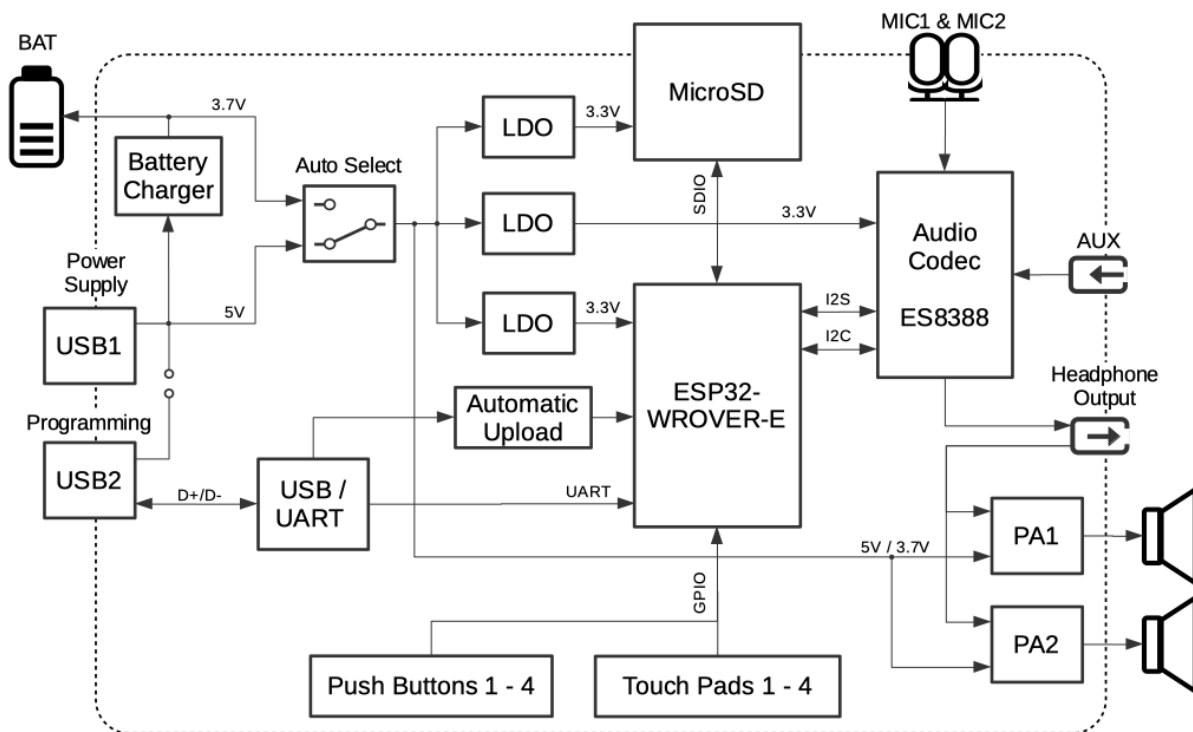 MIC1 & MIC2
BAT
3.7V
LDO
3.3V
MicroSD
Battery
Charger
Auto Select
SDIO
LDO
3.3V
Audio
Codec
ES8388
AUX
Power
Supply
5V
USB1
LDO
3.3V
I2S
I2C
ESP32-
WROVER-E
Headphone
Output
Automatic
Upload
Programming
USB2
D+/D-
USB /
UART
UART
5V / 3.7V
PA1
GPIO
PA2
Push Buttons 1 - 4
Touch Pads 1 - 4